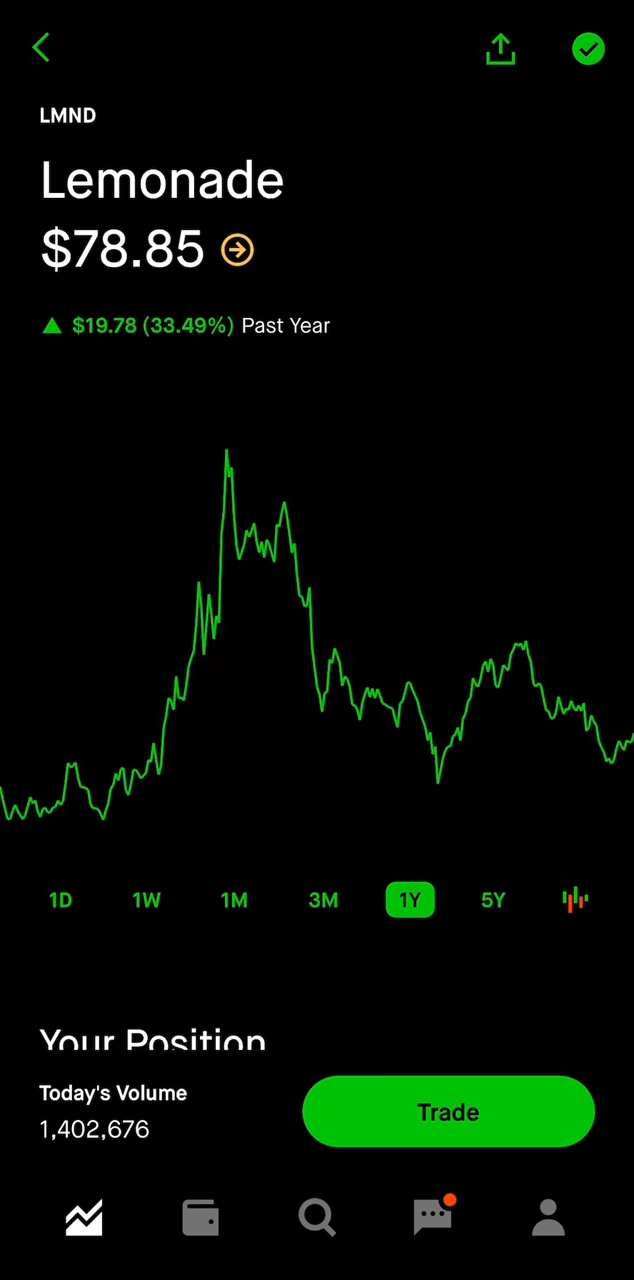 LMND
Lemonade
$78.85
$19.78 (33.49%) Past Year
1D 1W 1M 3M 1Y 5Y
Your Position
Today's Volume
1,402,676
Trade